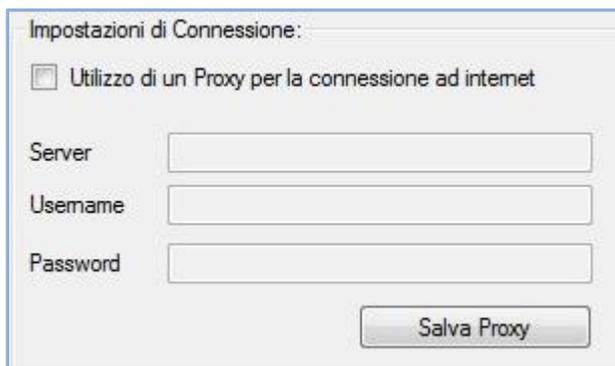 Impostazioni di Connessione:
Utilizzo di un Proxy per la connessione ad internet
Server
Username
Password
Salva Proxy